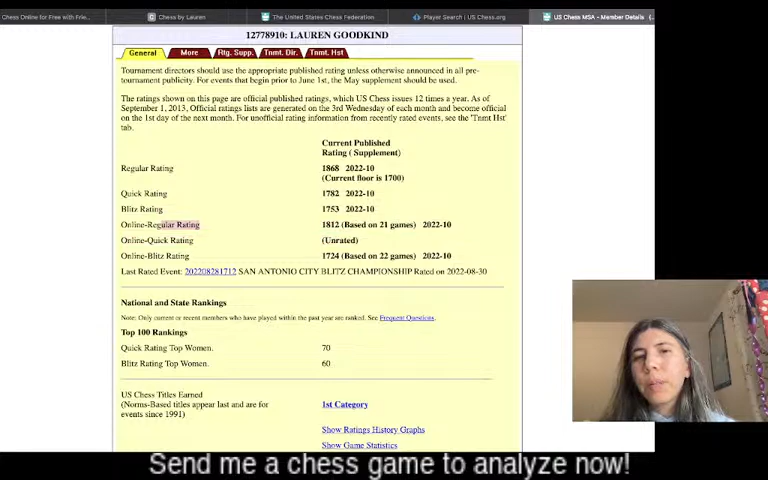 Chess Online for Free with Frie...
Chess by Lauren
The United States Chess Federation
Player Search | US Chess.org
US Chess MSA - Member Details (...
12778910: LAUREN GOODKIND
General
More
Rtg. Supp.
Tnmt. Dir.
Tnmt. Hst
Tournament directors should use the appropriate published rating unless otherwise announced in all pre-
tournament publicity. For events that begin prior to June 1st, the May supplement should be used.
The ratings shown on this page are official published ratings, which US Chess issues 12 times a year. As of
September 1, 2013, Official ratings lists are generated on the 3rd Wednesday of each month and become official
on the 1st day of the next month. For unofficial rating information from recently rated events, see the 'Tnmt Hst'
tab.
Current Published
Rating ( Supplement)
Regular Rating 1868 2022-10
(Current floor is 1700)
Quick Rating 1782 2022-10
Blitz Rating 1753 2022-10
Online-Regular Rating 1812 (Based on 21 games) 2022-10
Online-Quick Rating (Unrated)
Online-Blitz Rating 1724 (Based on 22 games) 2022-10
Last Rated Event: 202208281712 SAN ANTONIO CITY BLITZ CHAMPIONSHIP Rated on 2022-08-30
National and State Rankings
Note: Only current or recent members who have played within the past year are ranked. See Frequent Questions.
Top 100 Rankings
Quick Rating Top Women. 70
Blitz Rating Top Women. 60
US Chess Titles Earned
(Norms-Based titles appear last and are for
events since 1991)
1st Category
Show Ratings History Graphs
Show Game Statistics
Send me a chess game to analyze now!